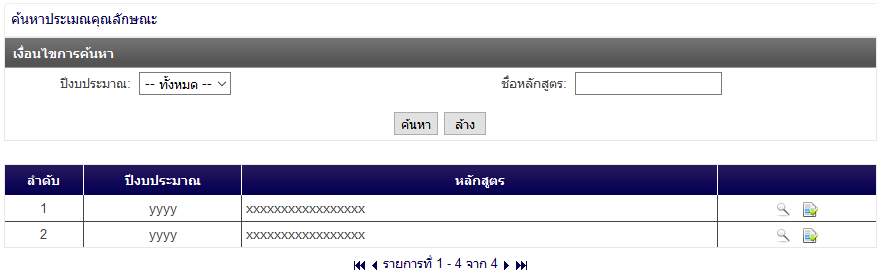 ค้นหาประเมณคุณลักษณะ
เงื่อนไขการค้นหา
ปีงบประมาณ: -- ทั้งหมด -- ชื่อหลักสูตร:
ค้นหา ล้าง
ลำดับ ปีงบประมาณ หลักสูตร
1 yyyy xxxxxxxxxxxxxxxxx
2 yyyy xxxxxxxxxxxxxxxxx
รายการที่ 1 - 4 จาก 4